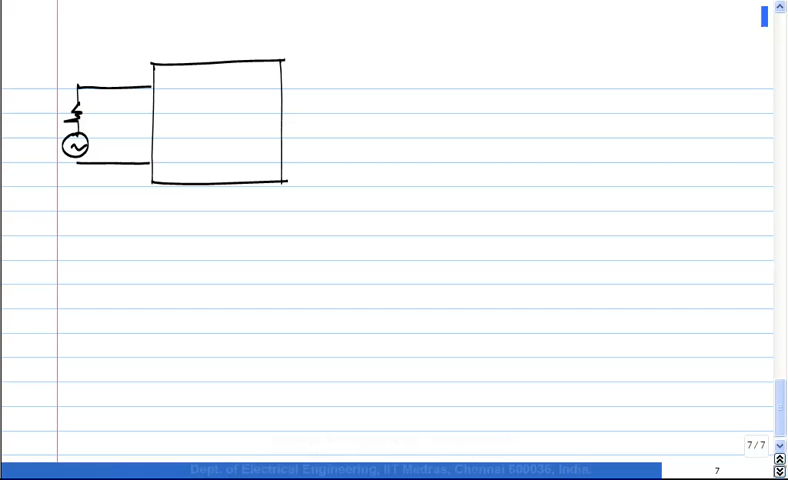 7 / 7
Dept. of Electrical Engineering, IIT Madras, Chennai 600036, India.
7